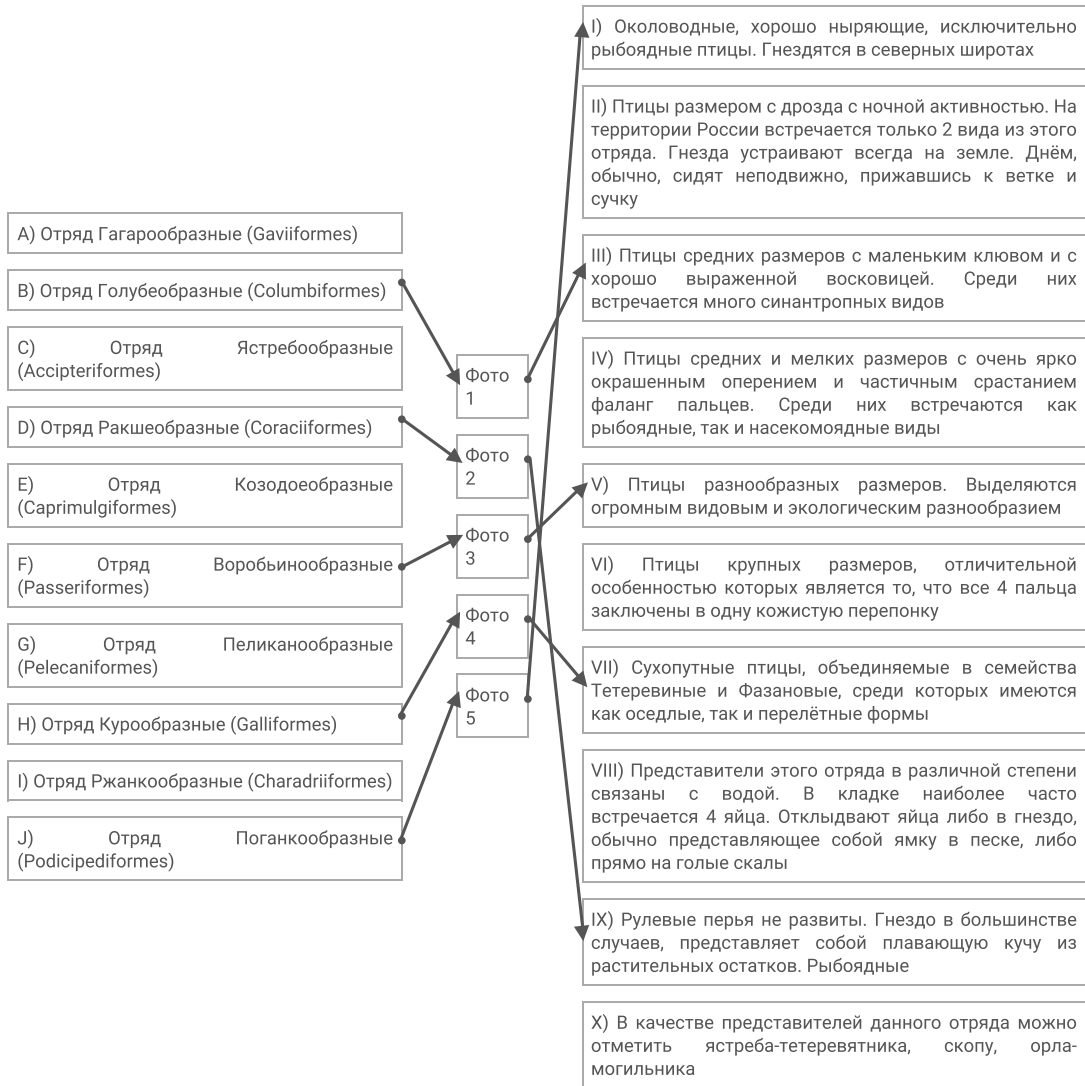 A) Отряд Гагарообразные (Gaviiformes)
B) Отряд Голубеобразные (Columbiformes)
C) Отряд Ястребообразные
(Accipteriformes)
D) Отряд Ракшеобразные (Coraciiformes)
E) Отряд Козодоеобразные
(Caprimulgiformes)
F) Отряд Воробьинообразные
(Passeriformes)
G) Отряд Пеликанообразные
(Pelecaniformes)
H) Отряд Курообразные (Galliformes)
I) Отряд Ржанкообразные (Charadriiformes)
J) Отряд Поганкообразные
(Podicipediformes)
Фото
1
Фото
2
Фото
3
Фото
4
Фото
5
I) Околоводные, хорошо ныряющие, исключительно
рыбоядные птицы. Гнездятся в северных широтах
II) Птицы размером с дрозда с ночной активностью. На
территории России встречается только 2 вида из этого
отряда. Гнезда устраивают всегда на земле. Днём,
обычно, сидят неподвижно, прижавшись к ветке и
сучку
III) Птицы средних размеров с маленьким клювом и с
хорошо выраженной восковицей. Среди них
встречается много синантропных видов
IV) Птицы средних и мелких размеров с очень ярко
окрашенным оперением и частичным срастанием
фаланг пальцев. Среди них встречаются как
рыбоядные, так и насекомоядные виды
V) Птицы разнообразных размеров. Выделяются
огромным видовым и экологическим разнообразием
VI) Птицы крупных размеров, отличительной
особенностью которых является то, что все 4 пальца
заключены в одну кожистую перепонку
VII) Сухопутные птицы, объединяемые в семейства
Тетеревиные и Фазановые, среди которых имеются
как оседлые, так и перелётные формы
VIII) Представители этого отряда в различной степени
связаны с водой. В кладке наиболее часто
встречается 4 яйца. Отклыдвают яйца либо в гнездо,
обычно представляющее собой ямку в песке, либо
прямо на голые скалы
IX) Рулевые перья не развиты. Гнездо в большинстве
случаев, представляет собой плавающую кучу из
растительных остатков. Рыбоядные
X) В качестве представителей данного отряда можно
отметить ястреба-тетеревятника, скопу, орла-
могильника